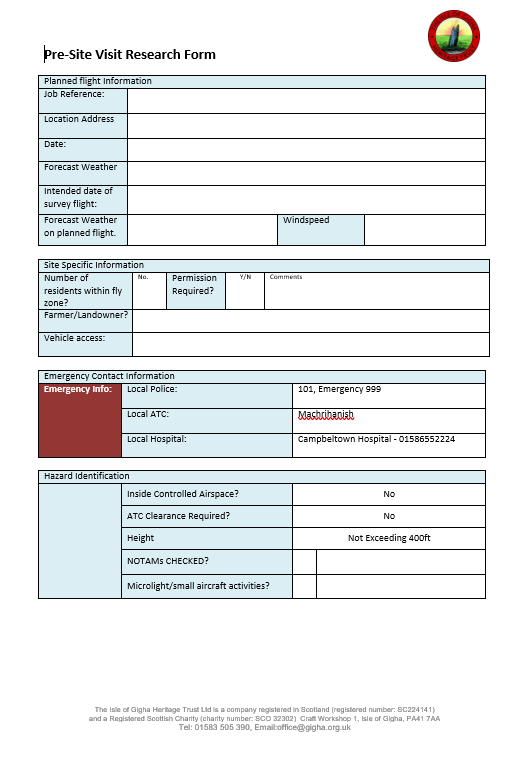 Pre-Site Visit Research Form
Planned flight Information
Job Reference:
Location Address
Date:
Forecast Weather
Intended date of
survey flight:
Forecast Weather
on planned flight.
Windspeed
Site Specific Information
Number of
residents within fly
zone?
No.
Permission
Required?
Y/N
Comments
Farmer/Landowner?
Vehicle access:
Emergency Contact Information
Emergency Info:
Local Police:
101, Emergency 999
Local ATC:
Machrihanish
Local Hospital:
Campbeltown Hospital - 01586552224
Hazard Identification
Inside Controlled Airspace?
No
ATC Clearance Required?
No
Height
Not Exceeding 400ft
NOTAMs CHECKED?
Microlight/small aircraft activities?
The Isle of Gigha Heritage Trust Ltd is a company registered in Scotland (registered number: SC224141)
and a Registered Scottish Charity (charity number: SCO 32302) Craft Workshop 1, Isle of Gigha, PA41 7AA
Tel: 01583 505 390, Email:office@gigha.org.uk